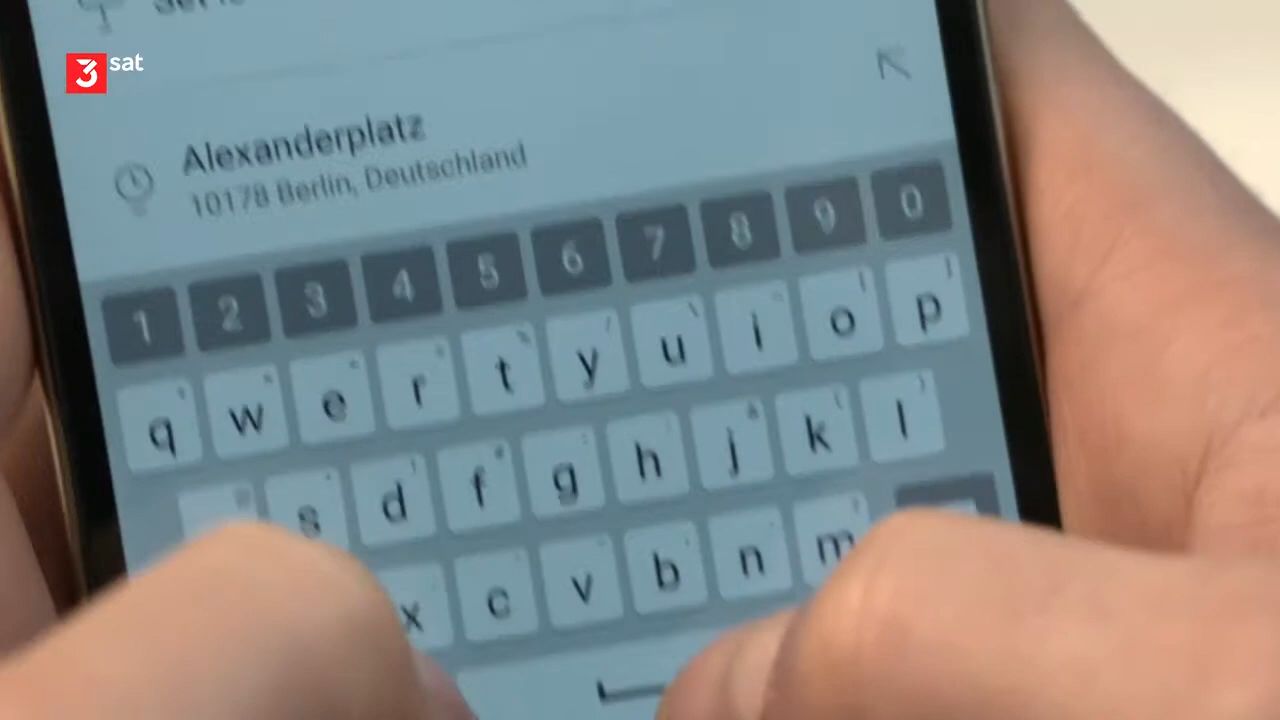 3sat
Alexanderplatz
10178 Berlin, Deutschland
1 2 3 4 5 6 7 8 9 0
q w e r t y u i o p
s d f g h j k l
x c v b n m